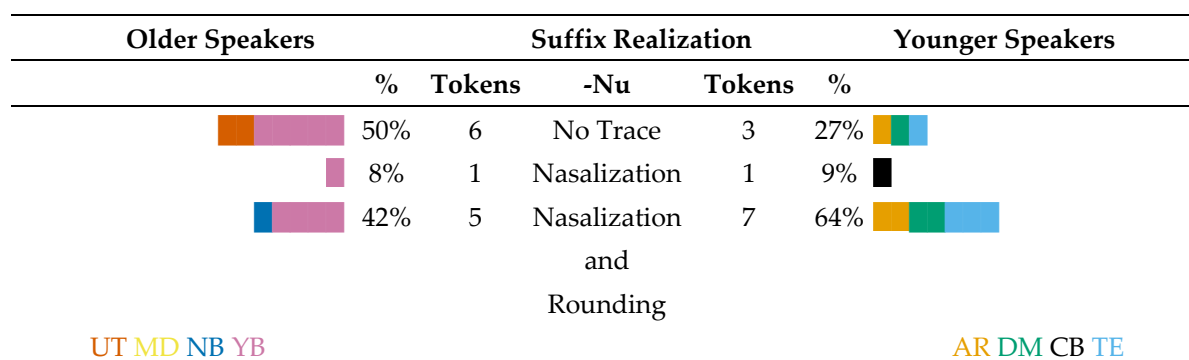 Older Speakers Suffix Realization Younger Speakers
% Tokens -Nu Tokens %
50% 6 No Trace 3 27%
8% 1 Nasalization 1 9%
42% 5 Nasalization 7 64%
and
Rounding
UT MD NB YB AR DM CB TE